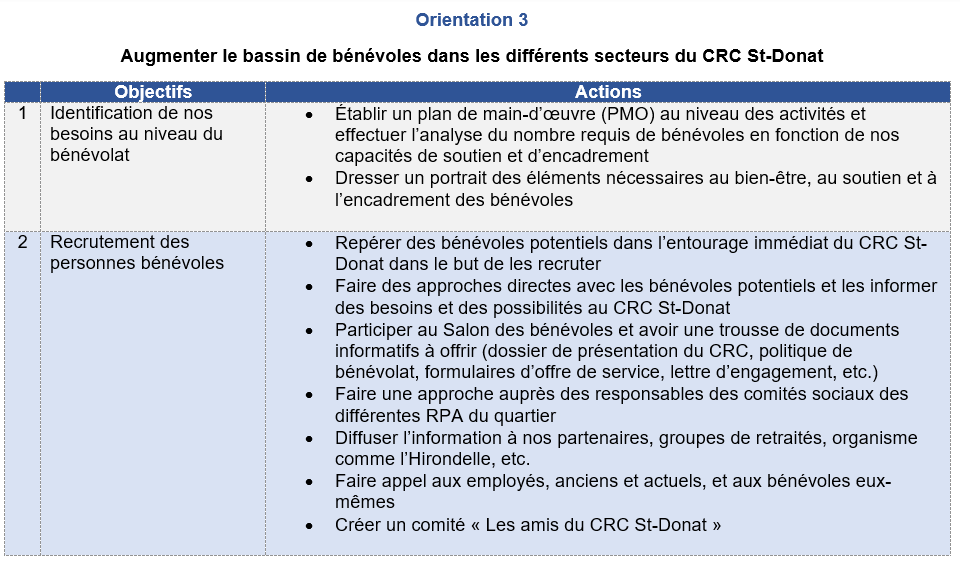 Orientation 3
Augmenter le bassin de bénévoles dans les différents secteurs du CRC St-Donat
Objectifs Actions
1 Identification de nos besoins au niveau du bénévolat
• Établir un plan de main-d’œuvre (PMO) au niveau des activités et
effectuer l’analyse du nombre requis de bénévoles en fonction de nos
capacités de soutien et d’encadrement
• Dresser un portrait des éléments nécessaires au bien-être, au soutien et à
l’encadrement des bénévoles
2 Recrutement des
personnes bénévoles
• Repérer des bénévoles potentiels dans l’entourage immédiat du CRC St-
Donat dans le but de les recruter
• Faire des approches directes avec les bénévoles potentiels et les informer
des besoins et des possibilités au CRC St-Donat
• Participer au Salon des bénévoles et avoir une trousse de documents
informatifs à offrir (dossier de présentation du CRC, politique de
bénévolat, formulaires d’offre de service, lettre d’engagement, etc.)
• Faire une approche auprès des responsables des comités sociaux des
différentes RPA du quartier
• Diffuser l’information à nos partenaires, groupes de retraités, organisme
comme l’Hirondelle, etc.
• Faire appel aux employés, anciens et actuels, et aux bénévoles eux-
mêmes
• Créer un comité « Les amis du CRC St-Donat »